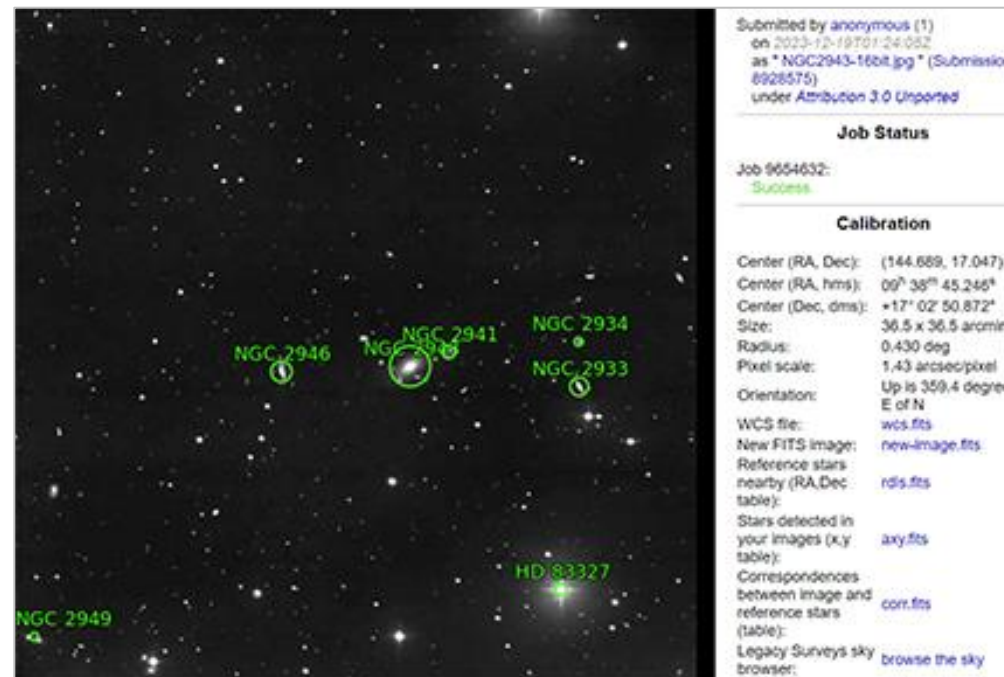 NGC 2941
NGC 2934
NGC 2946
NGC 2933
HD 83327
NGC 2949
Submitted by anonymous (1)
on 2023-12-19T01:24:05Z
as " NGC2943-16bit.jpg " (Submission
8928575)
under Attribution 3.0 Unported
Job Status
Job 9654632:
Success
Calibration
Center (RA, Dec): (144.689, 17.047)
Center (RA, hms): 09h 38m 45.246s
Center (Dec, dms): +17° 02' 50.872"
Size: 36.5 x 36.5 arcmin
Radius: 0.430 deg
Pixel scale: 1.43 arcsec/pixel
Orientation: Up is 359.4 degree
E of N
WCS file: wcs.fits
New FITS image: new-image.fits
Reference stars
nearby (RA,Dec rdls.fits
table):
Stars detected in
your images (x,y axy.fits
table):
Correspondences
between image and corr.fits
reference stars
(table):
Legacy Surveys sky browse the sky
browser: